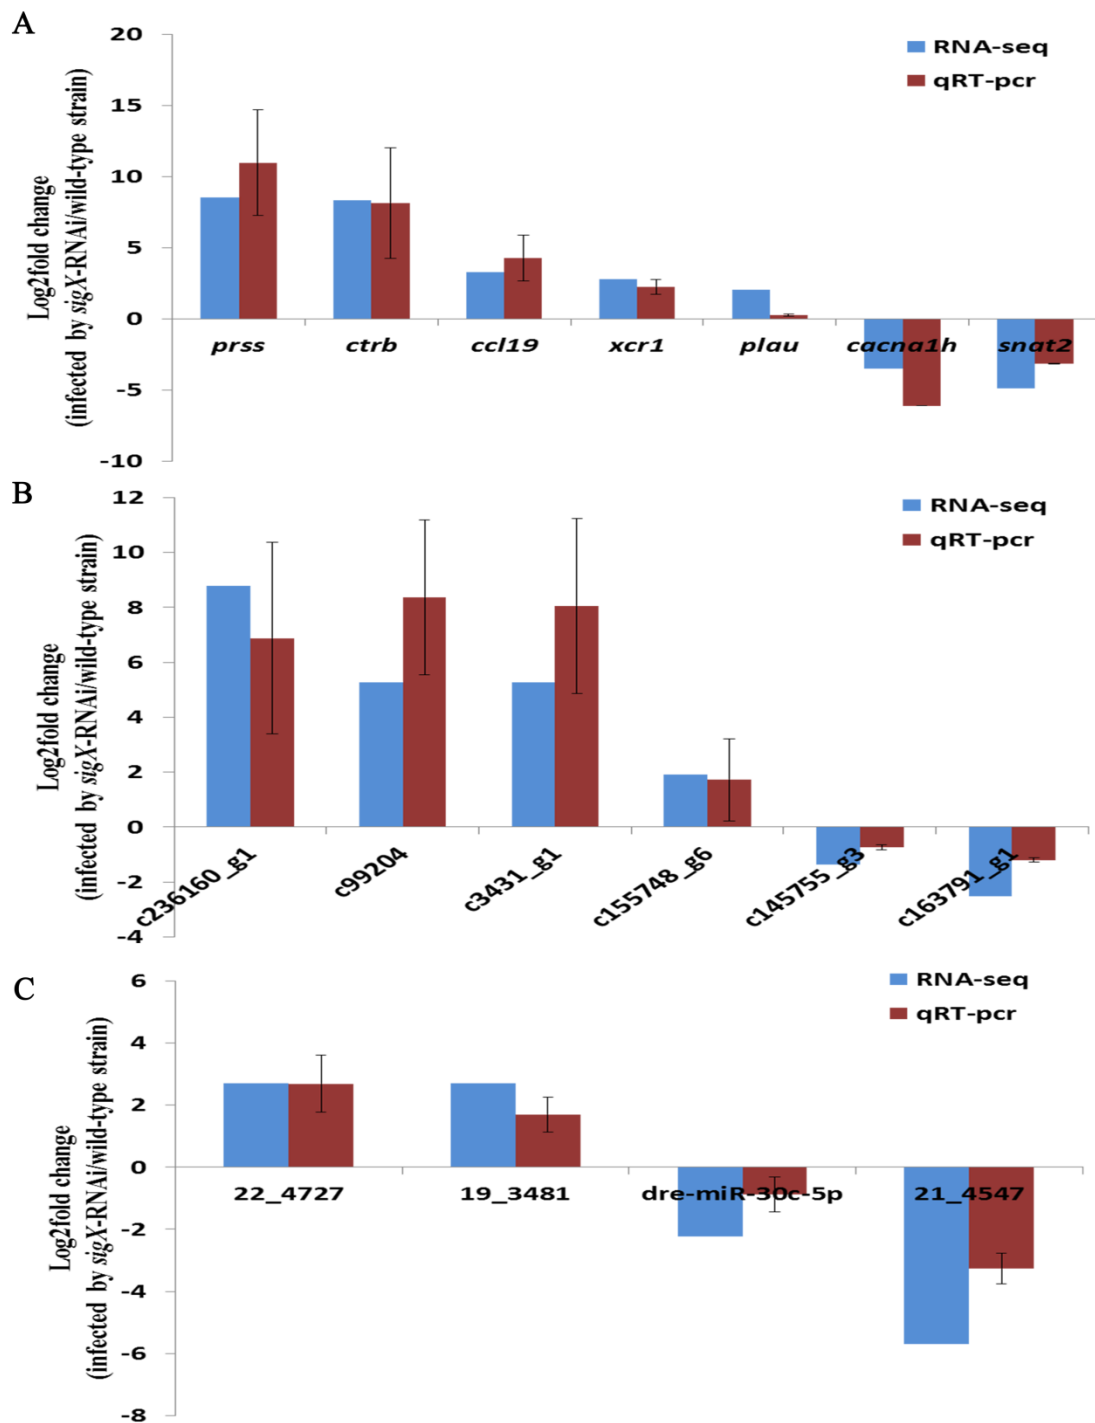 A
20
15
10
5
0
-5
-10
Log2fold change
(infected by sigX-RNAi/wild-type strain)
RNA-seq
qRT-pcr
prss ctrb ccl19 xcr1 plau cacna1h snat2
B
12
10
8
6
4
2
0
-2
-4
Log2fold change
(infected by sigX-RNAi/wild-type strain)
RNA-seq
qRT-pcr
c236160_g1 c99204 c3431_g1 c155748_g6 c145755_g3 c163791_g1
C
6
4
2
0
-2
-4
-6
-8
Log2fold change
(infected by sigX-RNAi/wild-type strain)
RNA-seq
qRT-pcr
22_4727 19_3481 dre-miR-30c-5p 21_4547